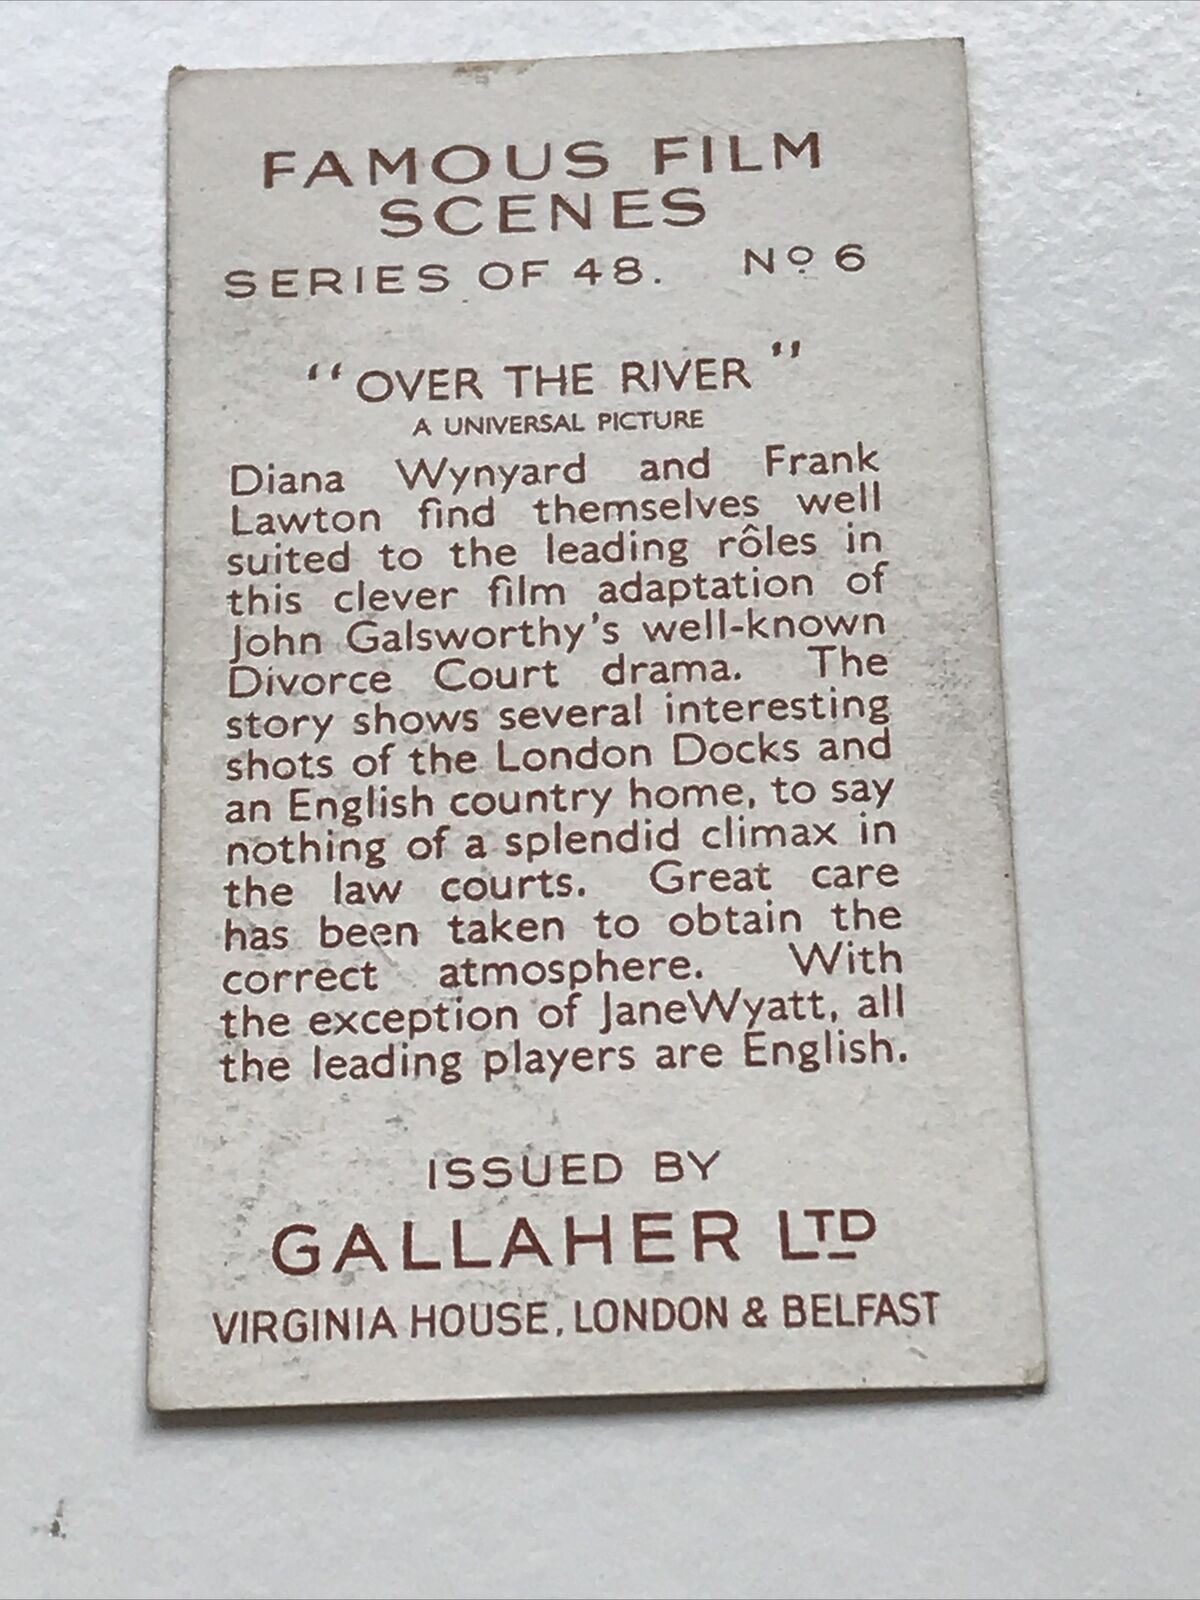 FAMOUS FILM
SCENES
SERIES OF 48. Nº 6
"OVER THE RIVER"
A UNIVERSAL PICTURE
Diana Wynyard and Frank
Lawton find themselves well
suited to the leading rôles in
this clever film adaptation of
John Galsworthy's well-known
Divorce Court drama. The
story shows several interesting
shots of the London Docks and
an English country home, to say
nothing of a splendid climax in
the law courts. Great care
has been taken to obtain the
correct atmosphere. With
the exception of Jane Wyatt, all
the leading players are English.
ISSUED BY
GALLAHER LTD
VIRGINIA HOUSE, LONDON & BELFAST